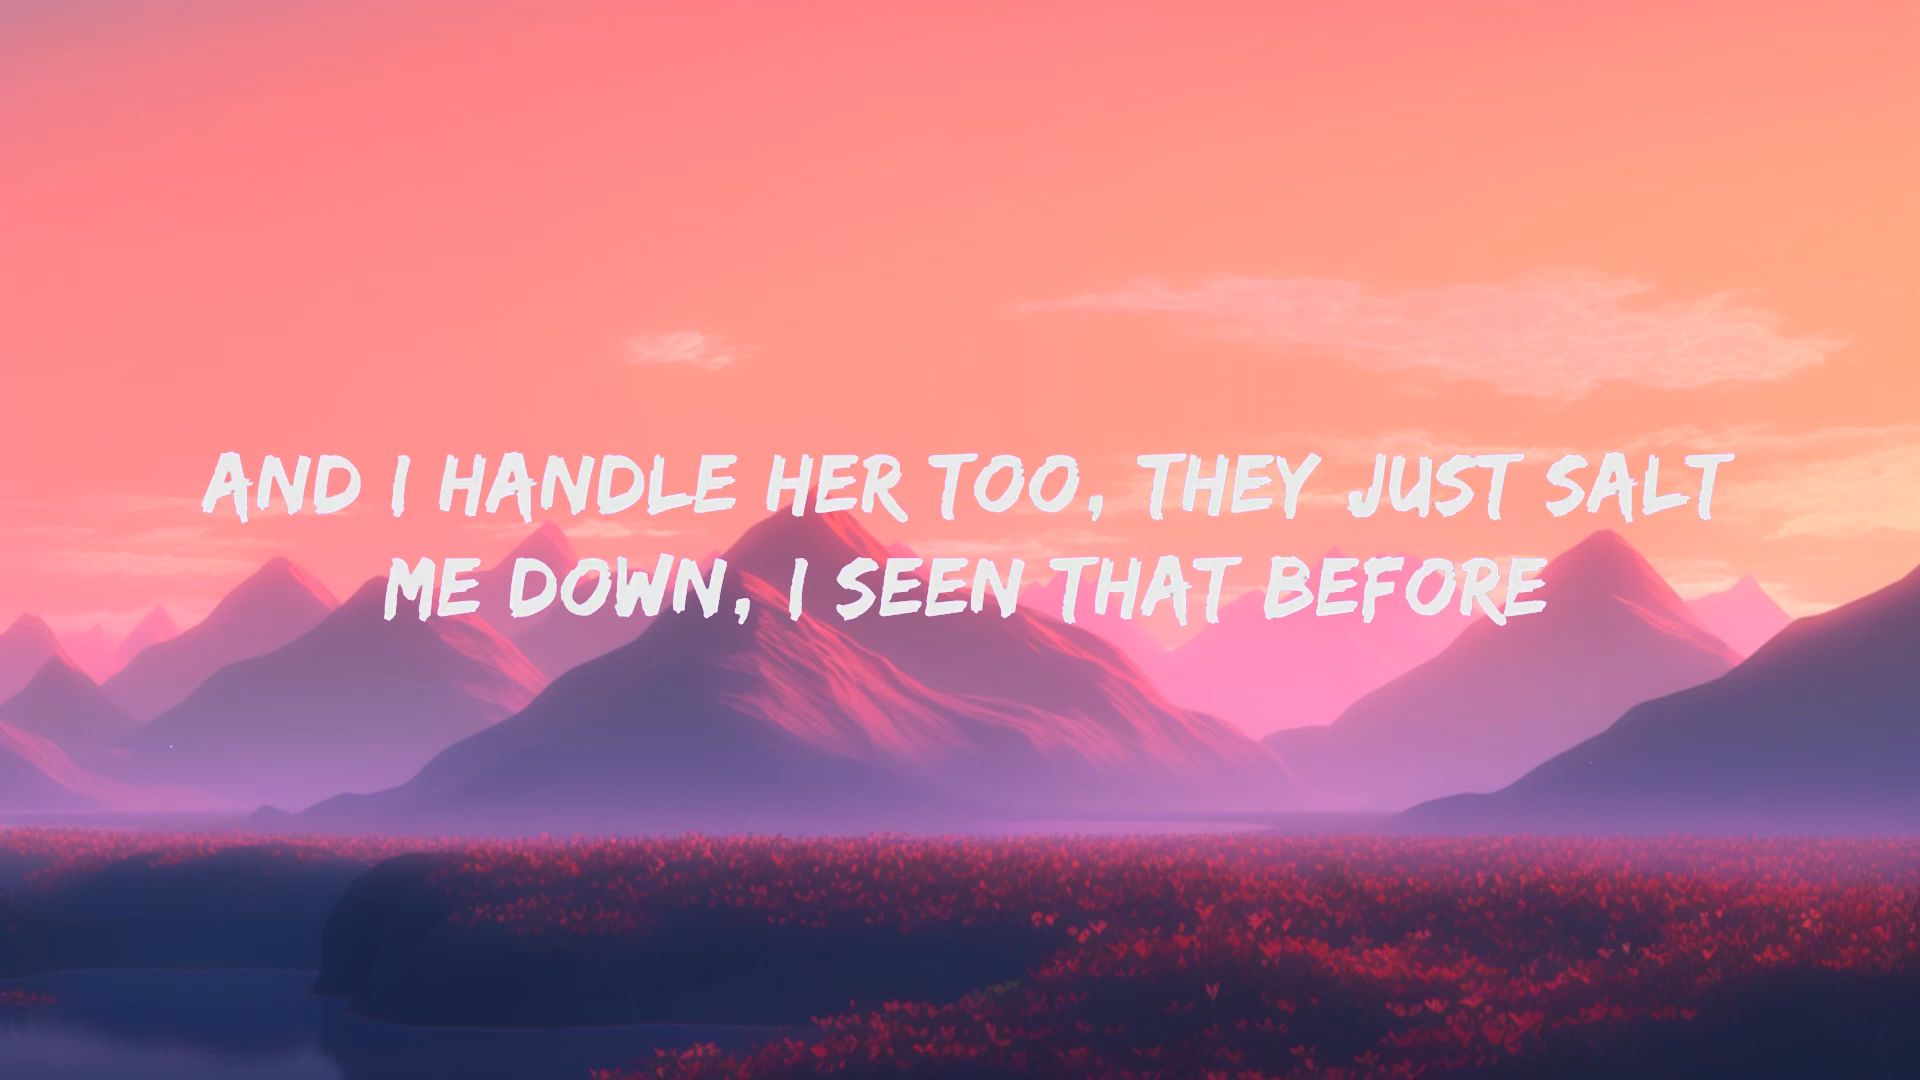 AND I HANDLE HER TOO, THEY JUST SALT
ME DOWN, I SEEN THAT BEFORE